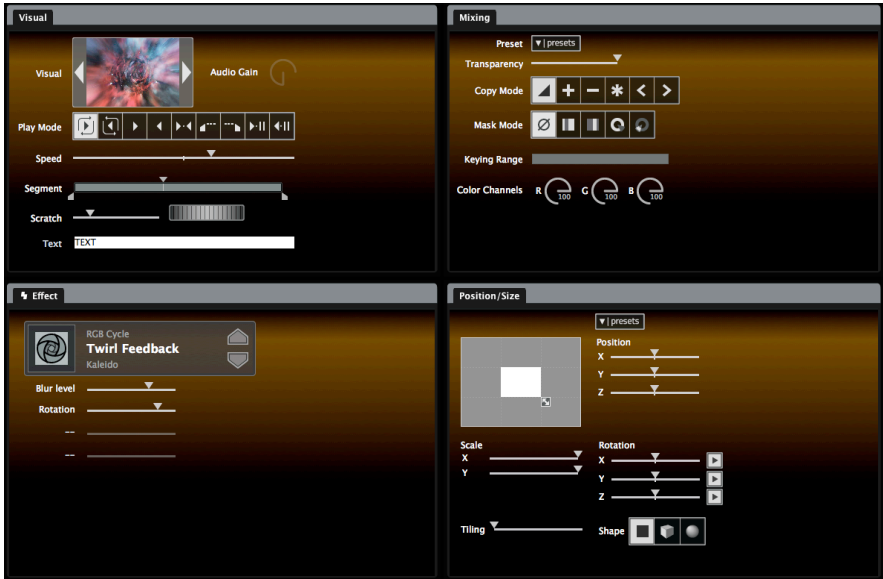 Visual
Visual
Audio Gain
Play Mode
Speed
Segment
Scratch
Text
TEXT
Mixing
Preset
▼| presets
Transparency
Copy Mode
Mask Mode
Keying Range
Color Channels
R 100 G 100 B 100
Effect
RGB Cycle
Twirl Feedback
Kaleido
Blur level
Rotation
--
--
Position/Size
▼| presets
Position
X
Y
Z
Scale
X
Y
Rotation
X
Y
Z
Tiling
Shape